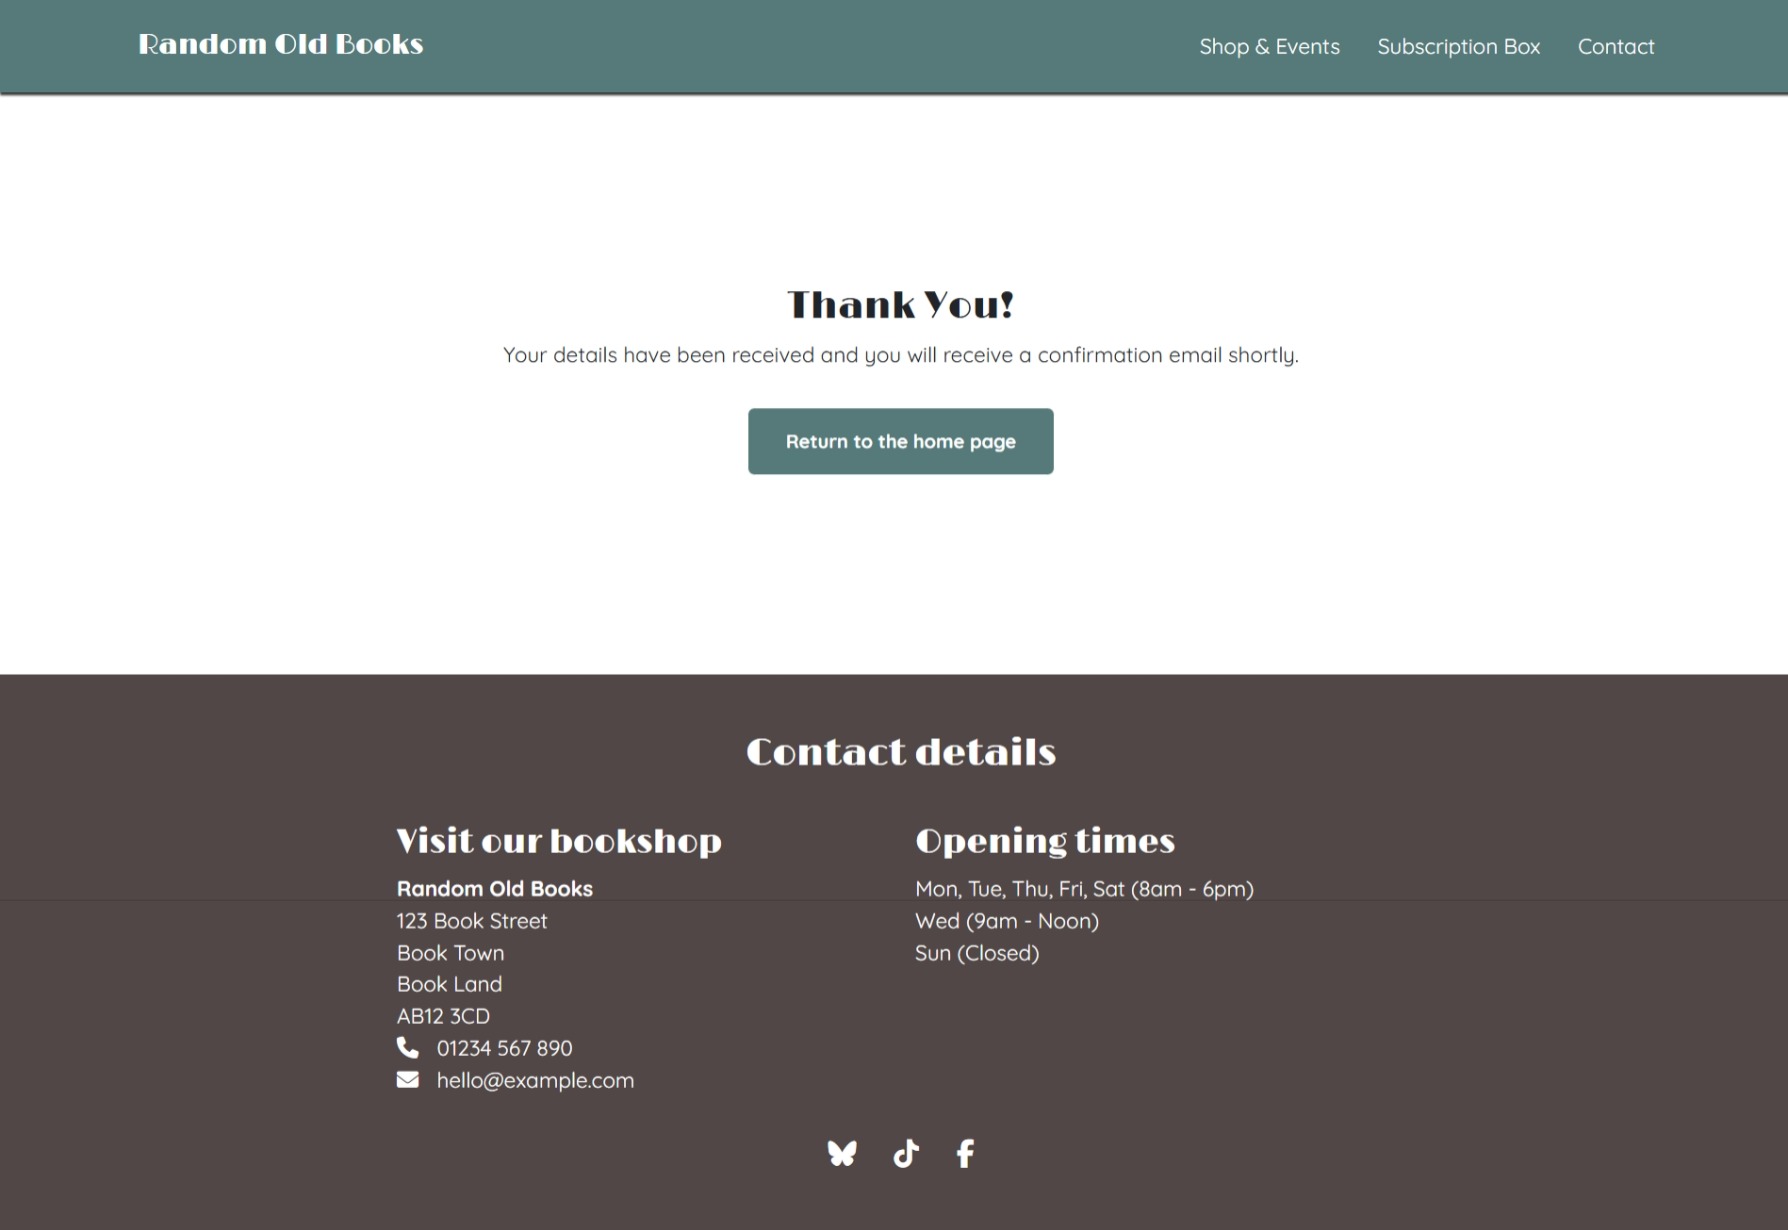 Random Old Books
Shop & Events
Subscription Box
Contact
Thank You!
Your details have been received and you will receive a confirmation email shortly.
Return to the home page
Contact details
Visit our bookshop
Random Old Books
123 Book Street
Book Town
Book Land
AB12 3CD
01234 567 890
hello@example.com
Opening times
Mon, Tue, Thu, Fri, Sat (8am - 6pm)
Wed (9am - Noon)
Sun (Closed)